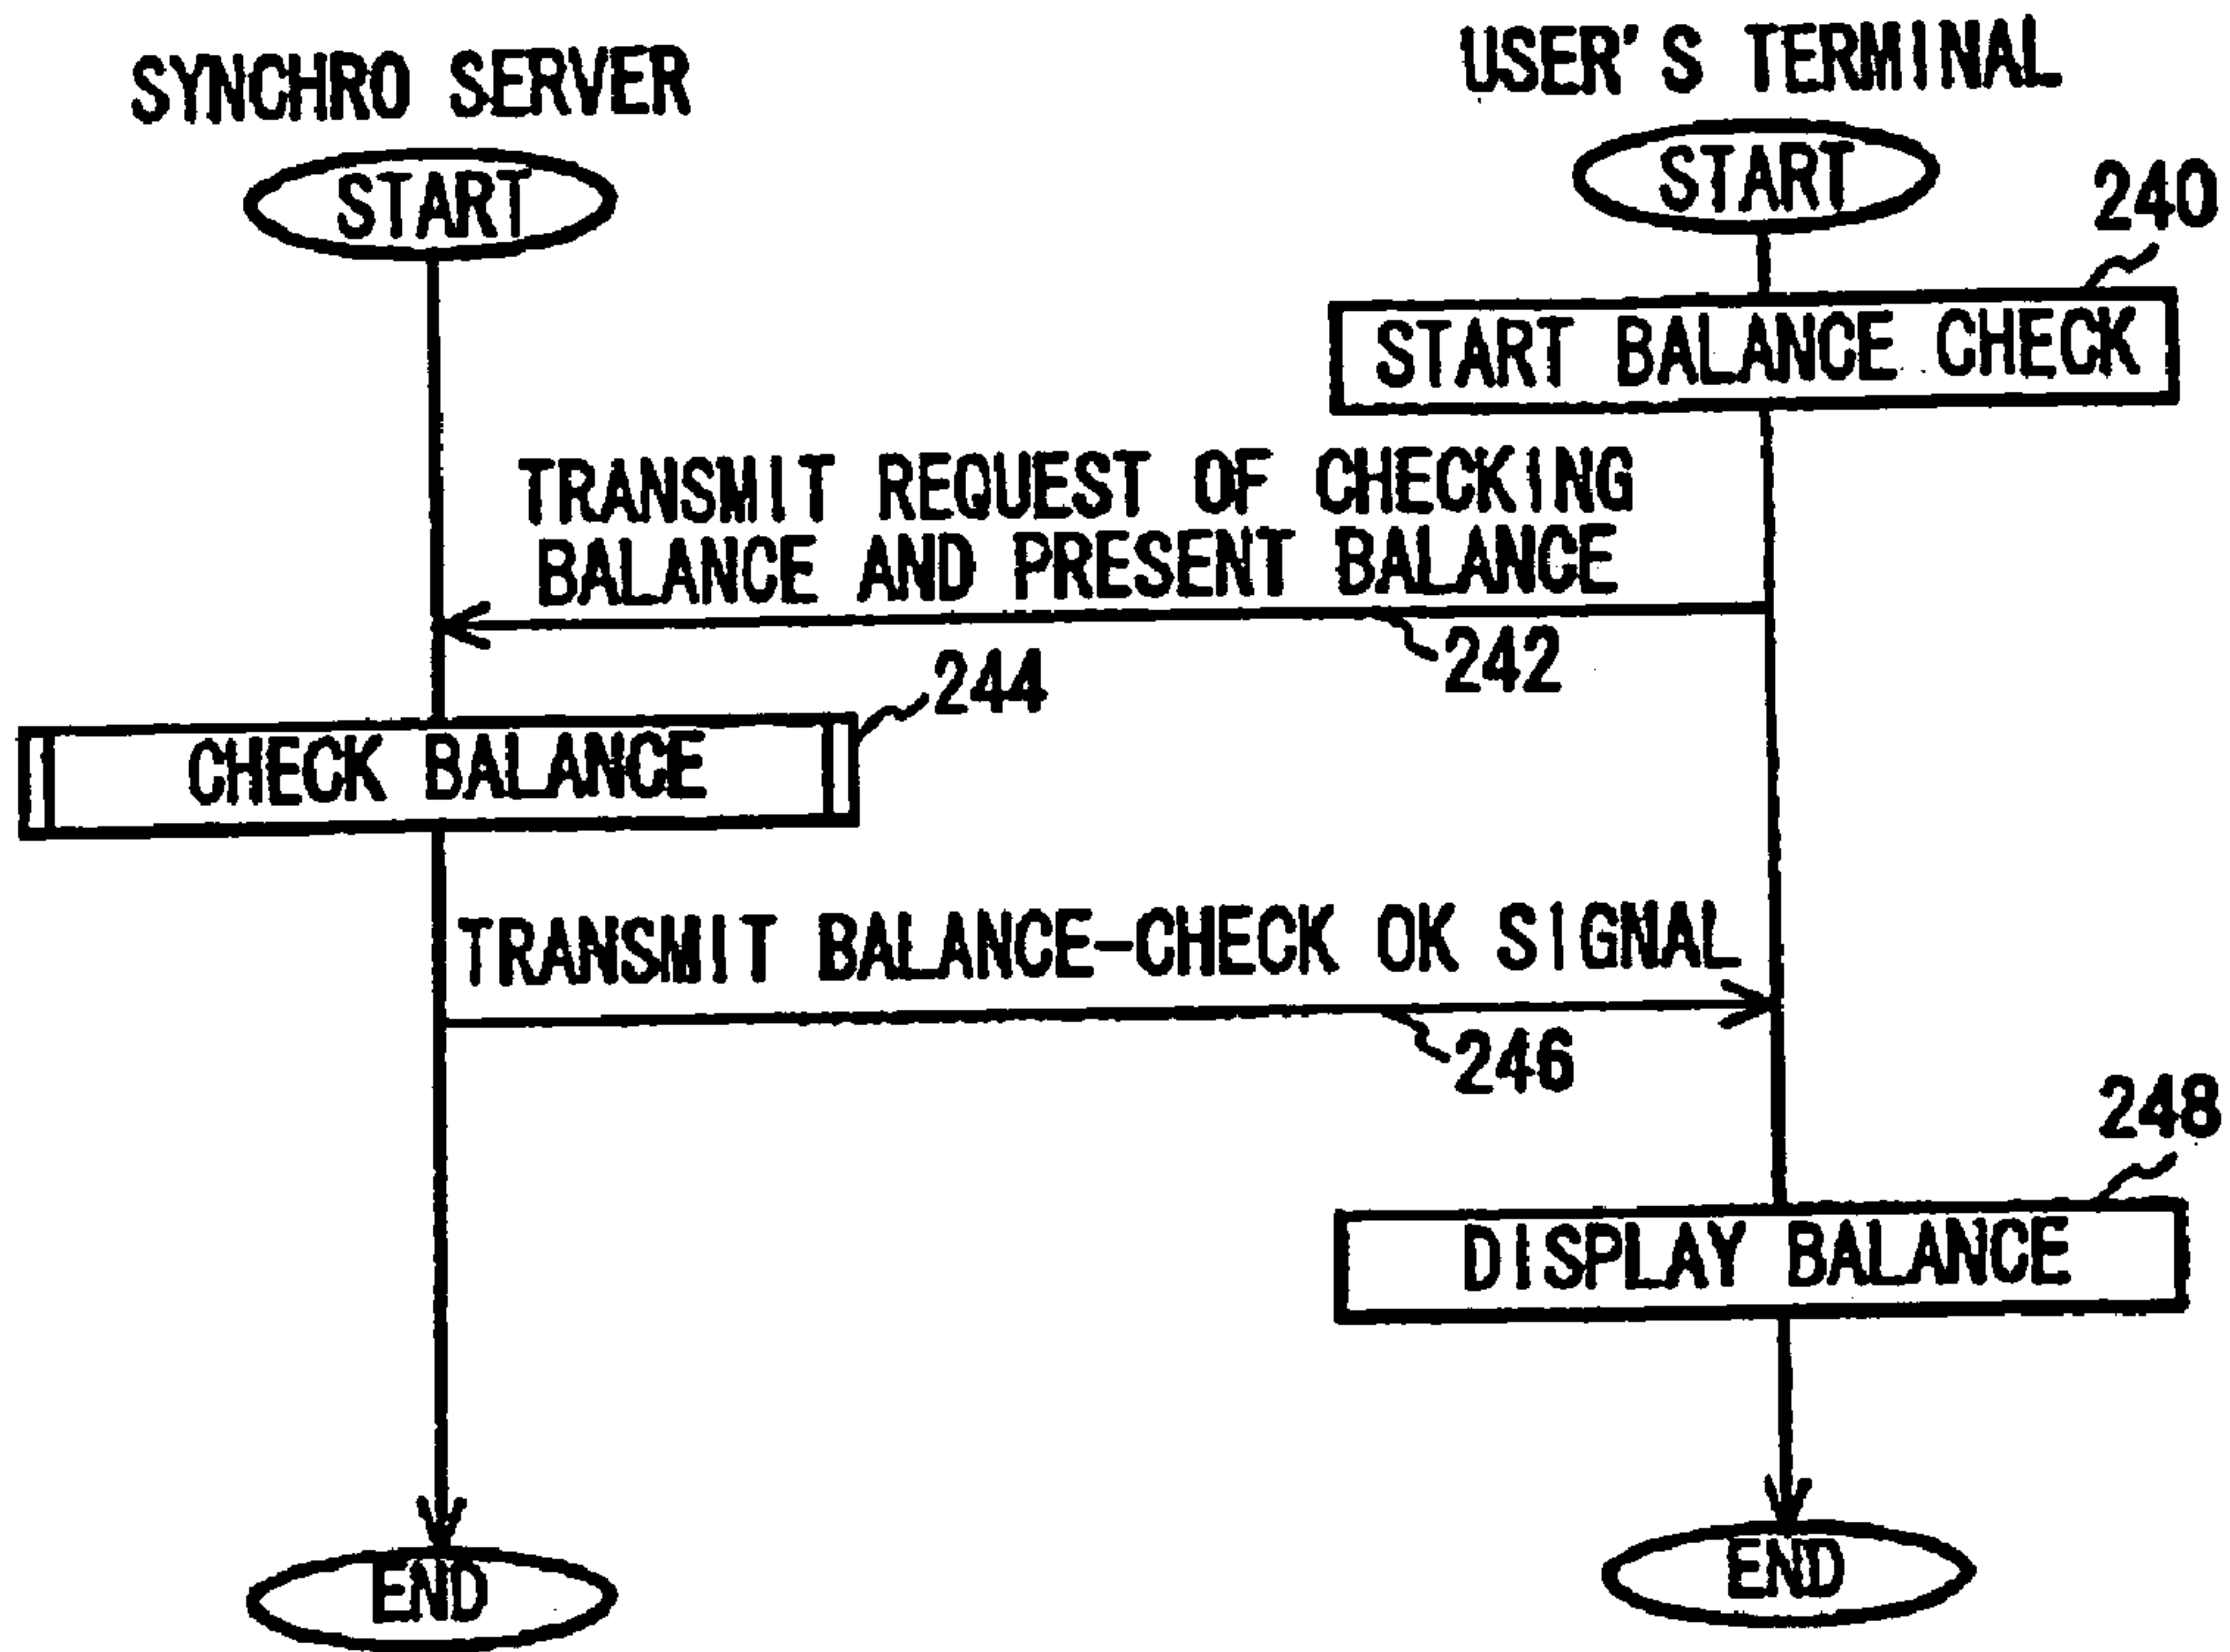 SYNCHRO SERVER
USER'S TERMINAL
START
START
240
START BALANCE CHECK
TRANSMIT REQUEST OF CHECKING
BALANCE AND PRESENT BALANCE
242
244
CHECK BALANCE
TRANSMIT BALANCE-CHECK OK SIGNAL
246
248
DISPLAY BALANCE
END
END